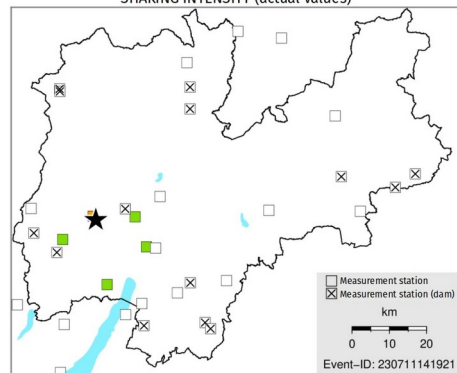 SHAKING INTENSITY (actual values)
Measurement station
Measurement station (dam)
km
0 10 20
Event-ID: 230711141921